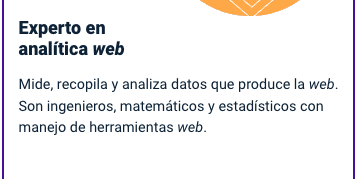 Experto en
analítica web
Mide, recopila y analiza datos que produce la web.
Son ingenieros, matemáticos y estadísticos con
manejo de herramientas web.